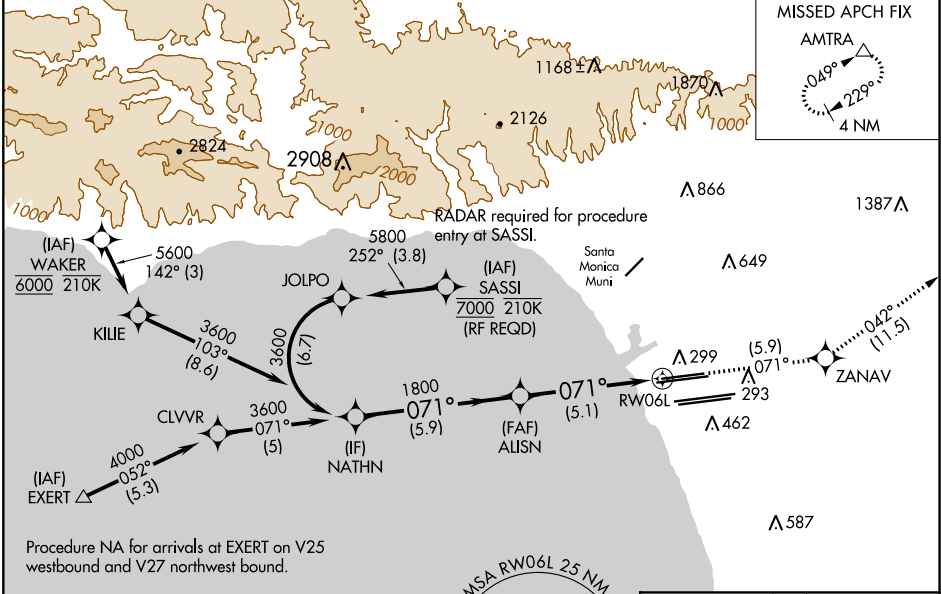 MISSED APCH FIX
AMTRA
049°
229°
4 NM
1168 ±
1870
1000
2126
1000
2824
2908
2000
1000
866
1387
RADAR required for procedure
entry at SASSI.
5800
252° (3.8)
Santa
Monica
Muni
649
(IAF)
WAKER
6000 210K
5600
142° (3)
JOLPO
(IAF)
SASSI
7000 210K
(RF REQD)
KILIE
3600
103°
(8.6)
3600
(6.7)
042°
(11.5)
299
(5.9)
071°
ZANAV
RW06L
293
462
CLVVR
3600
071°
(5)
1800
071°
(5.9)
071°
(5.1)
(IF)
NATHN
(FAF)
ALISN
4000
052°
(5.3)
(IAF)
EXERT
587
Procedure NA for arrivals at EXERT on V25
westbound and V27 northwest bound.
MSA RW06L 25 NM